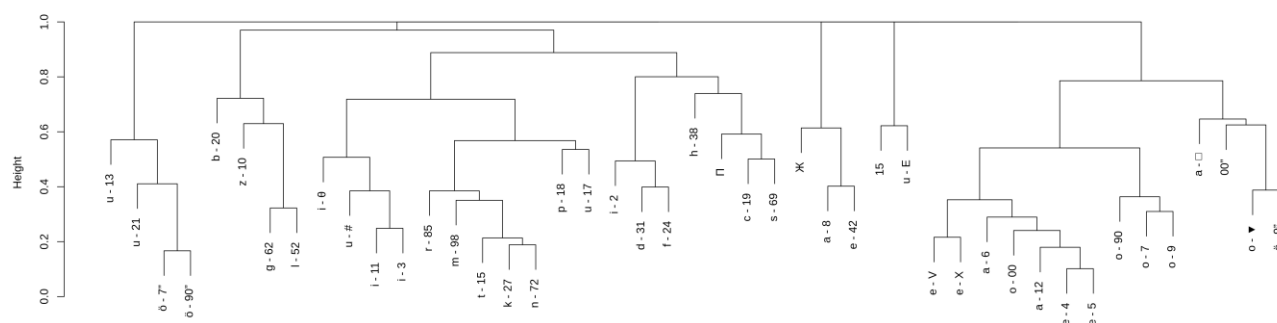 Height
1.0
0.8
0.6
0.4
0.2
0.0
u - 13
u - 21
ö - 7"
ö - 90"
b - 20
z - 10
g - 62
l - 52
i - θ
u - #
i - 11
i - 3
r - 85
m - 98
t - 15
k - 27
n - 72
p - 18
u - 17
i - 2
d - 31
f - 24
h - 38
П
c - 19
s - 69
Ж
a - 8
e - 42
15
u - E
e - V
e - X
a - 6
o - 00
a - 12
e - 4
e - 5
o - 90
o - 7
o - 9
a - □
00"
o - ▼